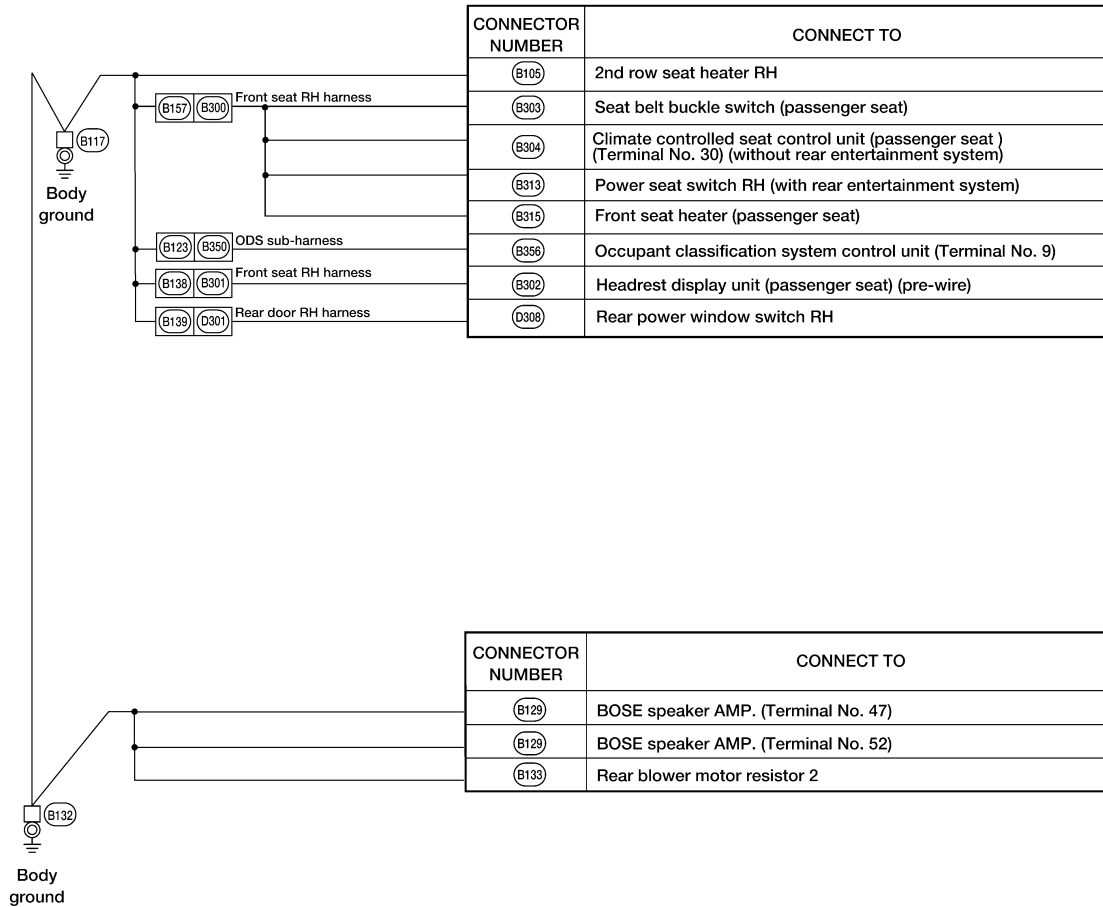 CONNECTOR
NUMBER
CONNECT TO
B105
2nd row seat heater RH
B157
B300
Front seat RH harness
B303
Seat belt buckle switch (passenger seat)
B117
Body
ground
B304
Climate controlled seat control unit (passenger seat )
(Terminal No. 30) (without rear entertainment system)
B313
Power seat switch RH (with rear entertainment system)
B315
Front seat heater (passenger seat)
B123
B350
ODS sub-harness
B356
Occupant classification system control unit (Terminal No. 9)
B138
B301
Front seat RH harness
B302
Headrest display unit (passenger seat) (pre-wire)
B139
D301
Rear door RH harness
D308
Rear power window switch RH
CONNECTOR
NUMBER
CONNECT TO
B129
BOSE speaker AMP. (Terminal No. 47)
B129
BOSE speaker AMP. (Terminal No. 52)
B133
Rear blower motor resistor 2
B132
Body
ground